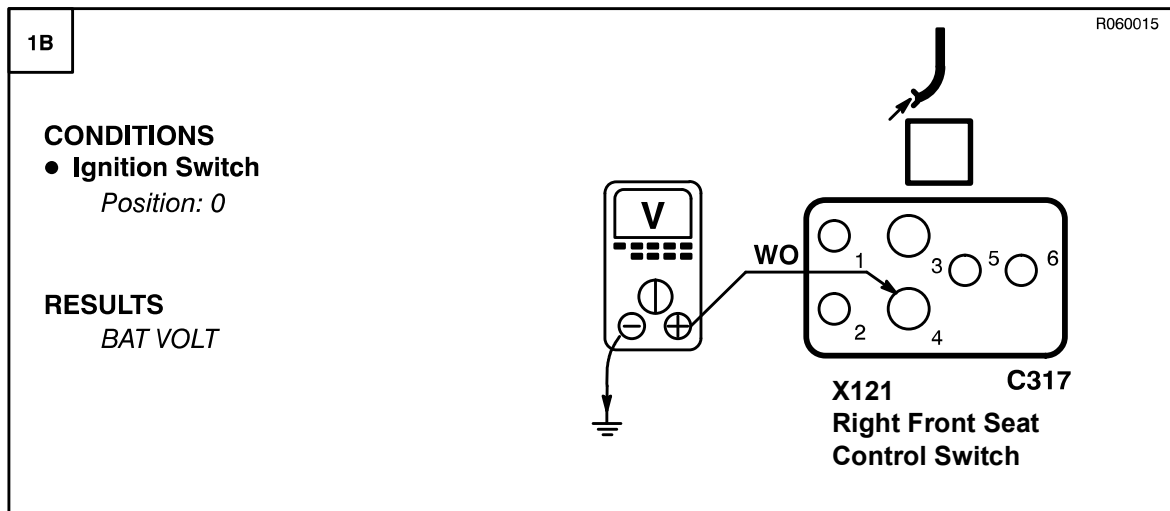 1B
R060015
CONDITIONS
● Ignition Switch
Position: 0
RESULTS
BAT VOLT
V
WO
1
2
3
4
5
6
C317
X121
Right Front Seat
Control Switch